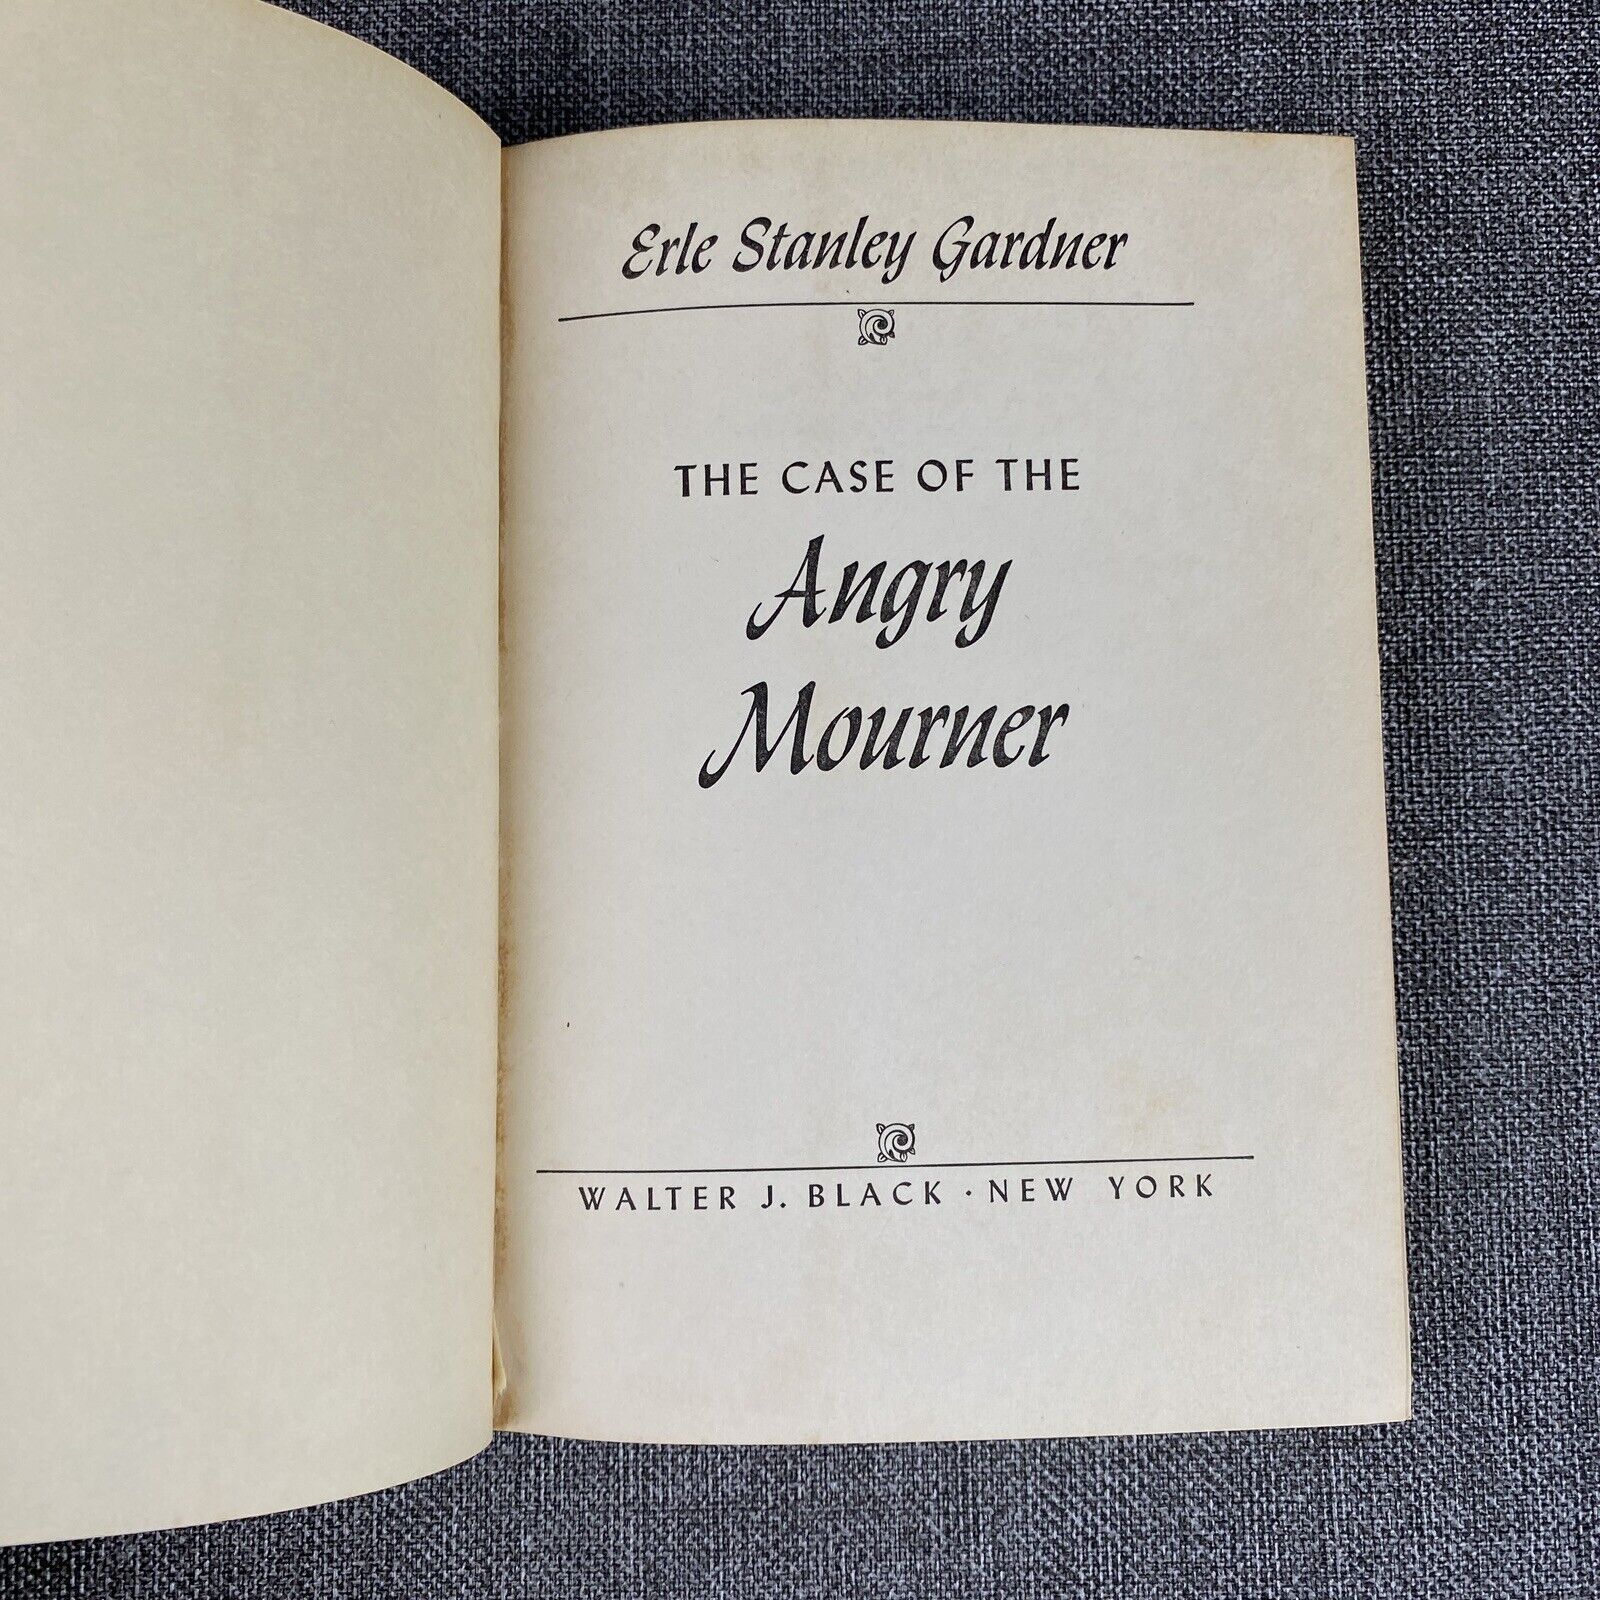 Erle Stanley Gardner
THE CASE OF THE
Angry
Mourner
WALTER J. BLACK · NEW YORK